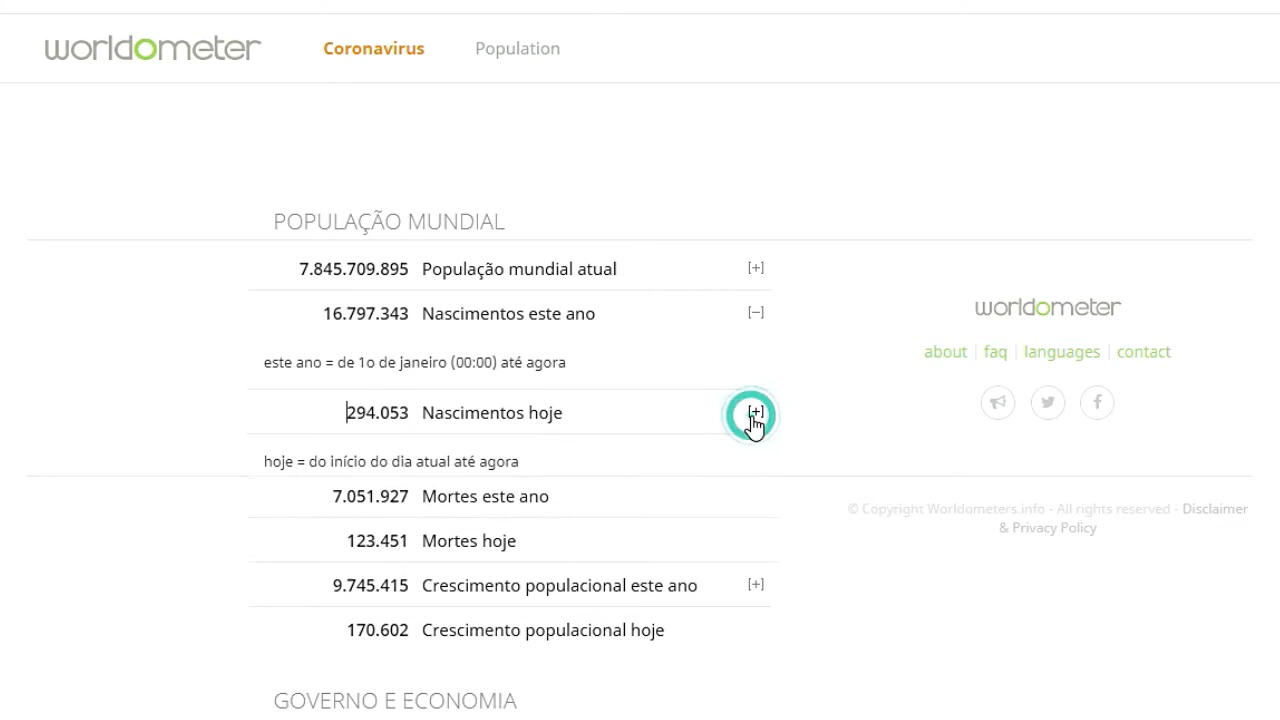 worldometer Coronavirus Population
POPULAÇÃO MUNDIAL
7.845.709.895 População mundial atual [+]
16.797.343 Nascimentos este ano [−]
este ano = de 1o de janeiro (00:00) até agora
294.053 Nascimentos hoje [+]
hoje = do início do dia atual até agora
7.051.927 Mortes este ano
123.451 Mortes hoje
9.745.415 Crescimento populacional este ano [+]
170.602 Crescimento populacional hoje
GOVERNO E ECONOMIA
worldometer
about | faq | languages | contact
© Copyright Worldometers.info - All rights reserved - Disclaimer
& Privacy Policy